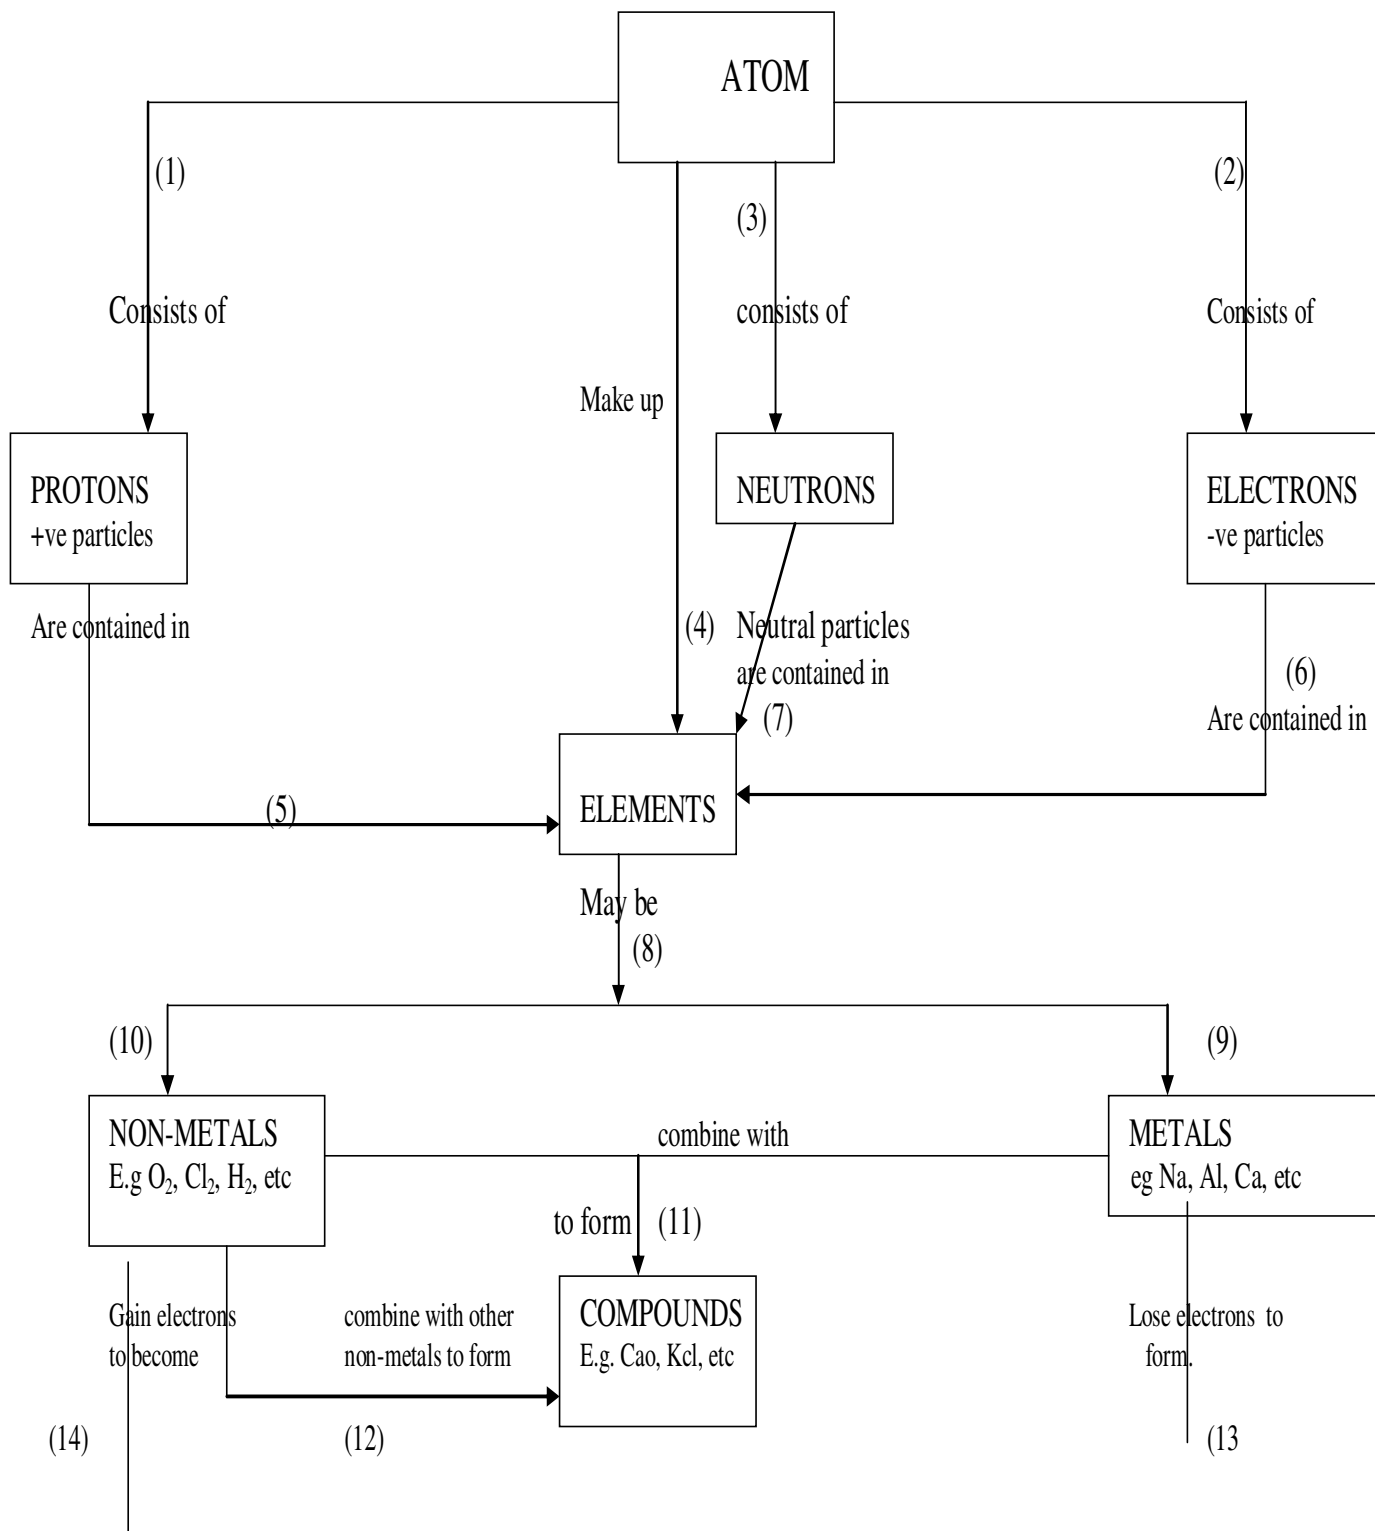 ATOM
(1)
(2)
(3)
Consists of
consists of
Consists of
Make up
PROTONS
+ve particles
NEUTRONS
ELECTRONS
-ve particles
Are contained in
(4)
Neutral particles
are contained in
(7)
(6)
Are contained in
(5)
ELEMENTS
May be
(8)
(10)
(9)
NON-METALS
E.g O₂, Cl₂, H₂, etc
combine with
METALS
eg Na, Al, Ca, etc
to form
(11)
Gain electrons
to become
combine with other
non-metals to form
COMPOUNDS
E.g. Cao, Kcl, etc
Lose electrons to
form.
(14)
(12)
(13